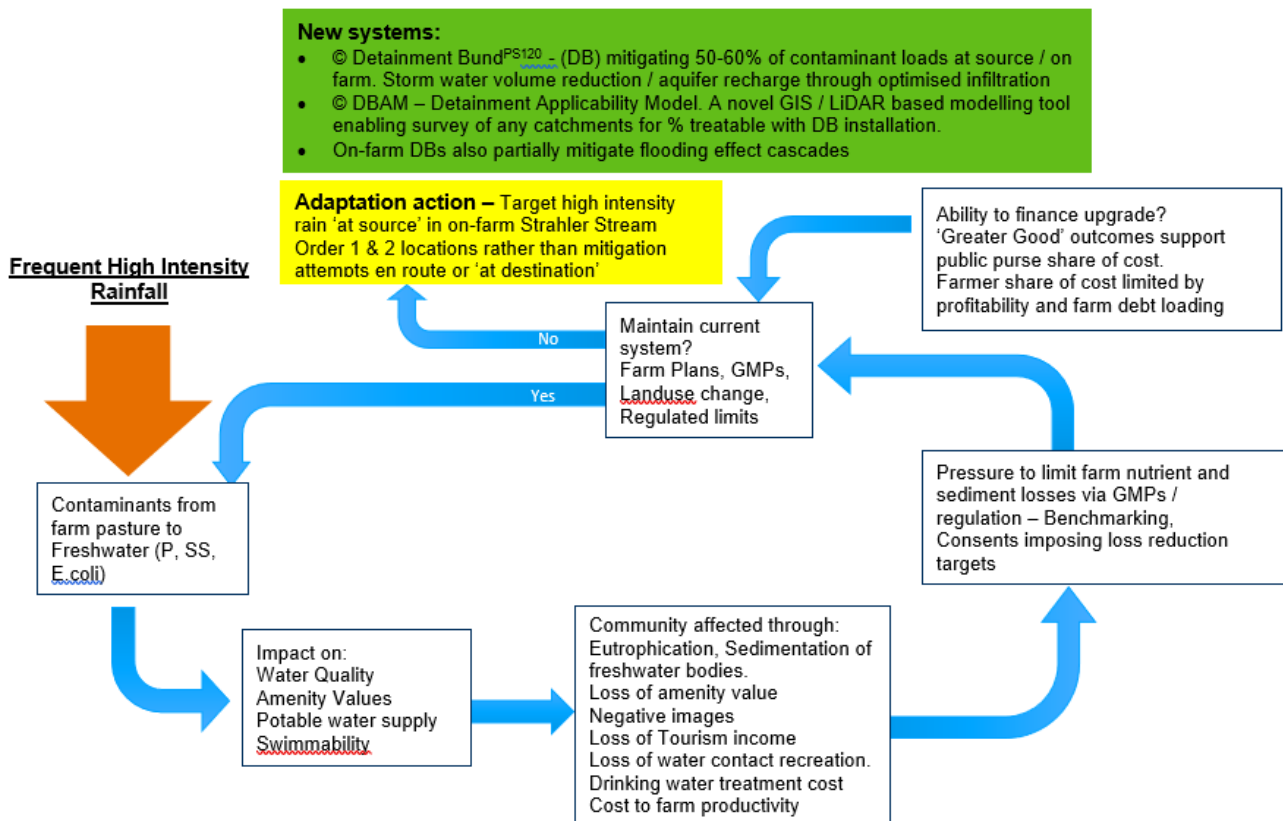 New systems:
• © Detainment Bund^PS120 - (DB) mitigating 50-60% of contaminant loads at source / on
farm. Storm water volume reduction / aquifer recharge through optimised infiltration
• © DBAM – Detainment Applicability Model. A novel GIS / LiDAR based modelling tool
enabling survey of any catchments for % treatable with DB installation.
• On-farm DBs also partially mitigate flooding effect cascades
Adaptation action – Target high intensity
rain ‘at source’ in on-farm Strahler Stream
Order 1 & 2 locations rather than mitigation
attempts en route or ‘at destination’
Ability to finance upgrade?
‘Greater Good’ outcomes support
public purse share of cost.
Farmer share of cost limited by
profitability and farm debt loading
Frequent High Intensity
Rainfall
No
Yes
Maintain current
system?
Farm Plans, GMPs,
Landuse change,
Regulated limits
Contaminants from
farm pasture to
Freshwater (P, SS,
E.coli)
Pressure to limit farm nutrient and
sediment losses via GMPs /
regulation – Benchmarking,
Consents imposing loss reduction
targets
Impact on:
Water Quality
Amenity Values
Potable water supply
Swimmability
Community affected through:
Eutrophication, Sedimentation of
freshwater bodies.
Loss of amenity value
Negative images
Loss of Tourism income
Loss of water contact recreation.
Drinking water treatment cost
Cost to farm productivity